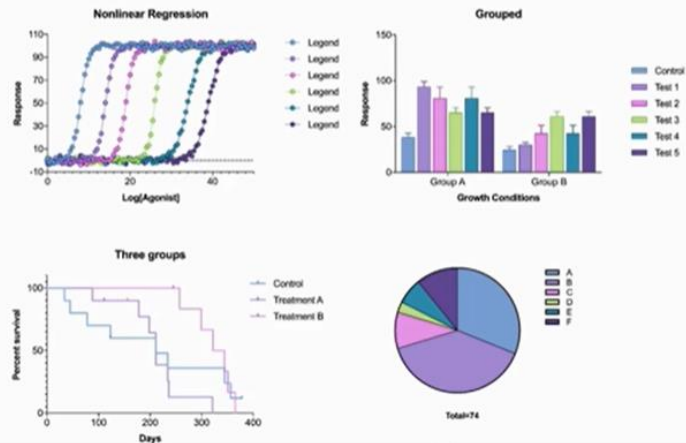 Nonlinear Regression
110
90
70
50
30
10
-10
Response
0
20
40
Log[Agonist]
Legend
Legend
Legend
Legend
Legend
Legend
Grouped
150
100
50
0
Response
Group A
Group B
Growth Conditions
Control
Test 1
Test 2
Test 3
Test 4
Test 5
Three groups
100
50
0
Percent survival
0
100
200
300
400
Days
Control
Treatment A
Treatment B
A
B
C
D
E
F
Total=74